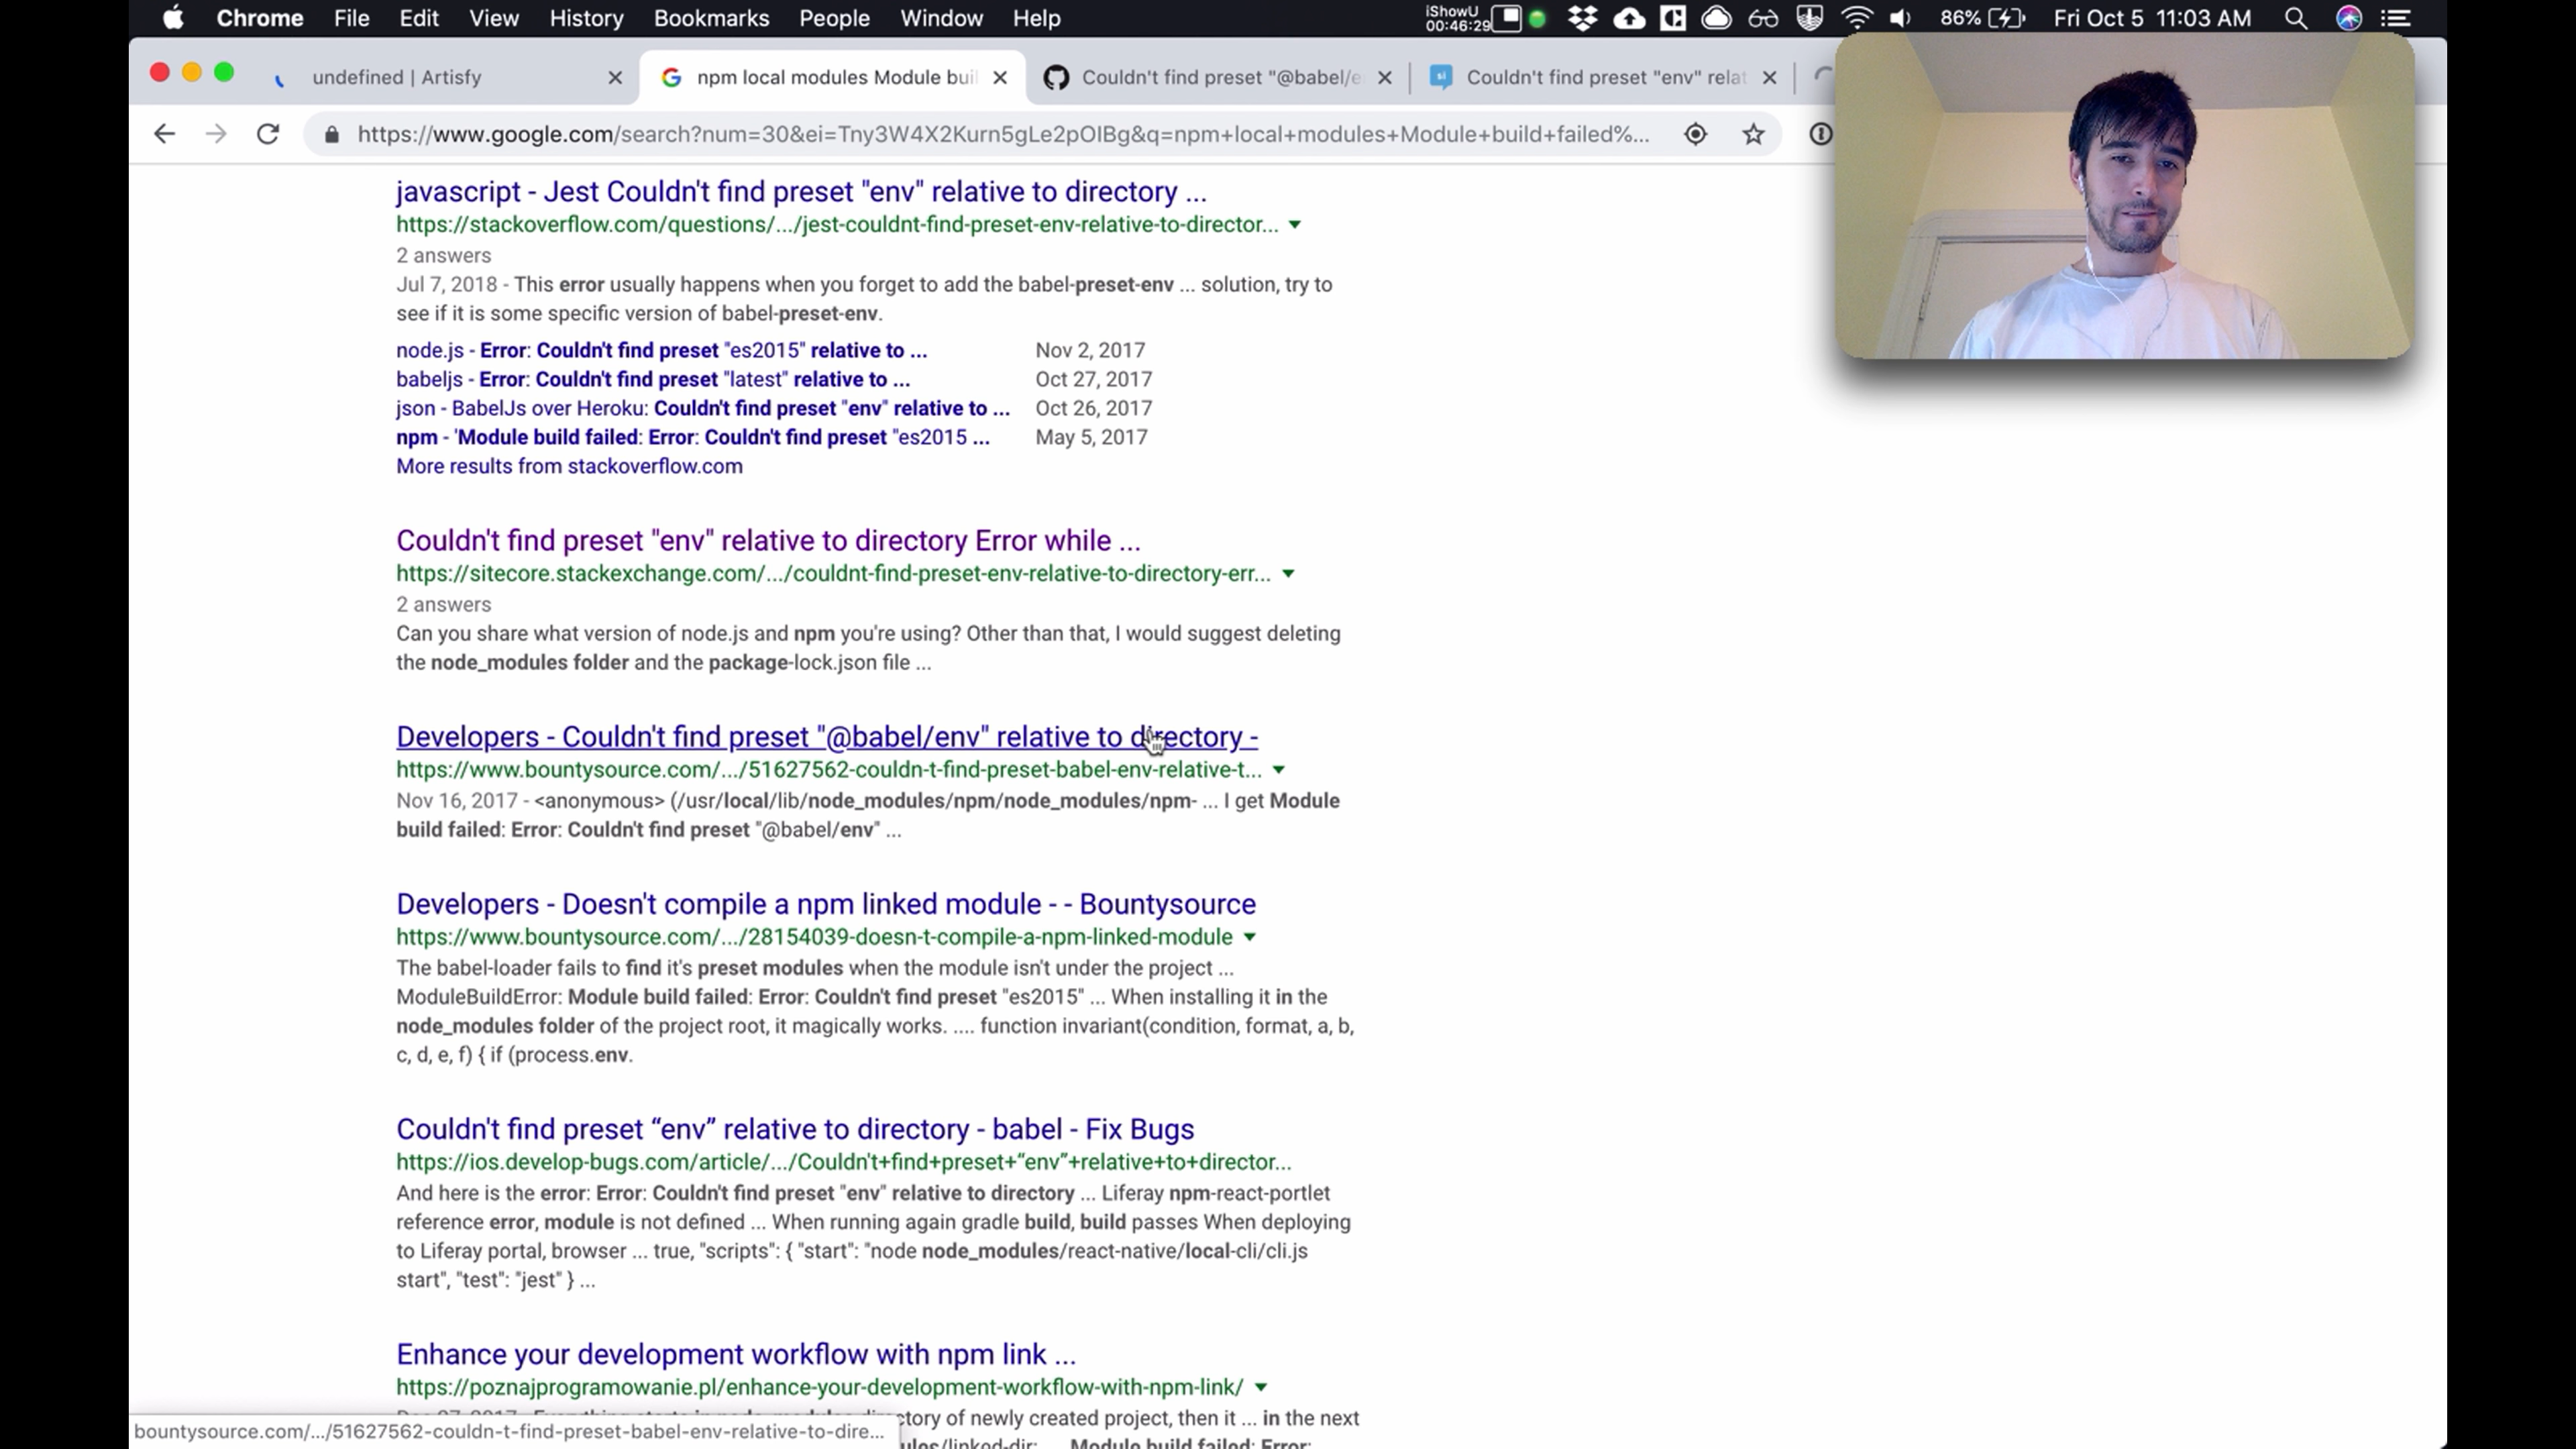 Chrome File Edit View History Bookmarks People Window Help iShowU 00:46:29 86% Fri Oct 5 11:03 AM
undefined | Artisfy npm local modules Module buil Couldn't find preset "@babel/e Couldn't find preset "env" relat
https://www.google.com/search?num=30&ei=Tny3W4X2Kurn5gLe2pOIBg&q=npm+local+modules+Module+build+failed%...
javascript - Jest Couldn't find preset "env" relative to directory ...
https://stackoverflow.com/questions/.../jest-couldnt-find-preset-env-relative-to-director...
2 answers
Jul 7, 2018 - This error usually happens when you forget to add the babel-preset-env ... solution, try to
see if it is some specific version of babel-preset-env.
node.js - Error: Couldn't find preset "es2015" relative to ... Nov 2, 2017
babeljs - Error: Couldn't find preset "latest" relative to ... Oct 27, 2017
json - BabelJs over Heroku: Couldn't find preset "env" relative to ... Oct 26, 2017
npm - 'Module build failed: Error: Couldn't find preset "es2015 ... May 5, 2017
More results from stackoverflow.com
Couldn't find preset "env" relative to directory Error while ...
https://sitecore.stackexchange.com/.../couldnt-find-preset-env-relative-to-directory-err...
2 answers
Can you share what version of node.js and npm you're using? Other than that, I would suggest deleting
the node_modules folder and the package-lock.json file ...
Developers - Couldn't find preset "@babel/env" relative to directory -
https://www.bountysource.com/.../51627562-couldn-t-find-preset-babel-env-relative-t...
Nov 16, 2017 - <anonymous> (/usr/local/lib/node_modules/npm/node_modules/npm- ... I get Module
build failed: Error: Couldn't find preset "@babel/env" ...
Developers - Doesn't compile a npm linked module - - Bountysource
https://www.bountysource.com/.../28154039-doesn-t-compile-a-npm-linked-module
The babel-loader fails to find it's preset modules when the module isn't under the project ...
ModuleBuildError: Module build failed: Error: Couldn't find preset "es2015" ... When installing it in the
node_modules folder of the project root, it magically works. .... function invariant(condition, format, a, b,
c, d, e, f) { if (process.env.
Couldn't find preset “env” relative to directory - babel - Fix Bugs
https://ios.develop-bugs.com/article/.../Couldn't+find+preset+“env”+relative+to+director...
And here is the error: Error: Couldn't find preset "env" relative to directory ... Liferay npm-react-portlet
reference error, module is not defined ... When running again gradle build, build passes When deploying
to Liferay portal, browser ... true, "scripts": { "start": "node node_modules/react-native/local-cli/cli.js
start", "test": "jest" } ...
Enhance your development workflow with npm link ...
https://poznajprogramowanie.pl/enhance-your-development-workflow-with-npm-link/
ctory of newly created project, then it ... in the next
bountysource.com/.../51627562-couldn-t-find-preset-babel-env-relative-to-dire...
Module build failed: Error: